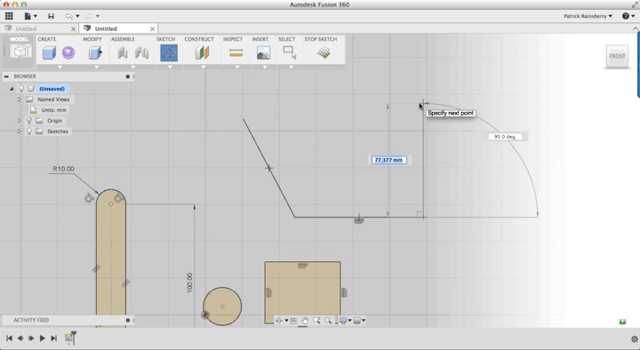 Autodesk Fusion 360
Untitled
Untitled
Patrick Rainsberry
MODEL
CREATE
MODIFY
ASSEMBLY
SKETCH
CONSTRUCT
INSPECT
INSERT
SELECT
STOP SKETCH
FRONT
BROWSER
(Unsaved)
Named Views
Units: mm
Origin
Sketches
Specify next point
90.0 deg
77.377 mm
R10.00
100.00
ACTIVITY FEED